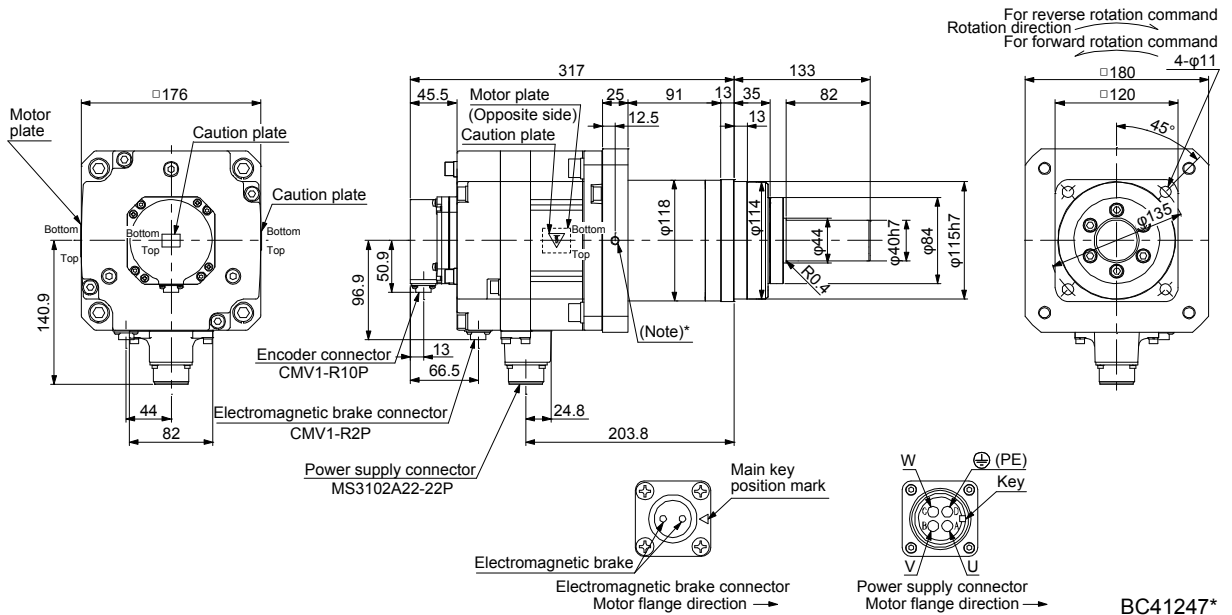 For reverse rotation command
Rotation direction
For forward rotation command
4-φ11
317
133
□180
□176
45.5
Motor plate
(Opposite side)
25
91
13
35
82
□120
Motor
plate
Caution plate
Caution plate
12.5
13
45°
Caution plate
Bottom
Top
Bottom
Top
Bottom
Top
Bottom
Top
φ118
φ114
φ44
φ40h7
φ84
φ115h7
φ135
R0.4
140.9
96.9
50.9
(Note)*
Encoder connector
CMV1-R10P
13
66.5
44
82
Electromagnetic brake connector
CMV1-R2P
24.8
203.8
Power supply connector
MS3102A22-22P
Main key
position mark
W
(PE)
Key
C
D
B
A
Electromagnetic brake
V
U
Electromagnetic brake connector
Motor flange direction
Power supply connector
Motor flange direction
BC41247*